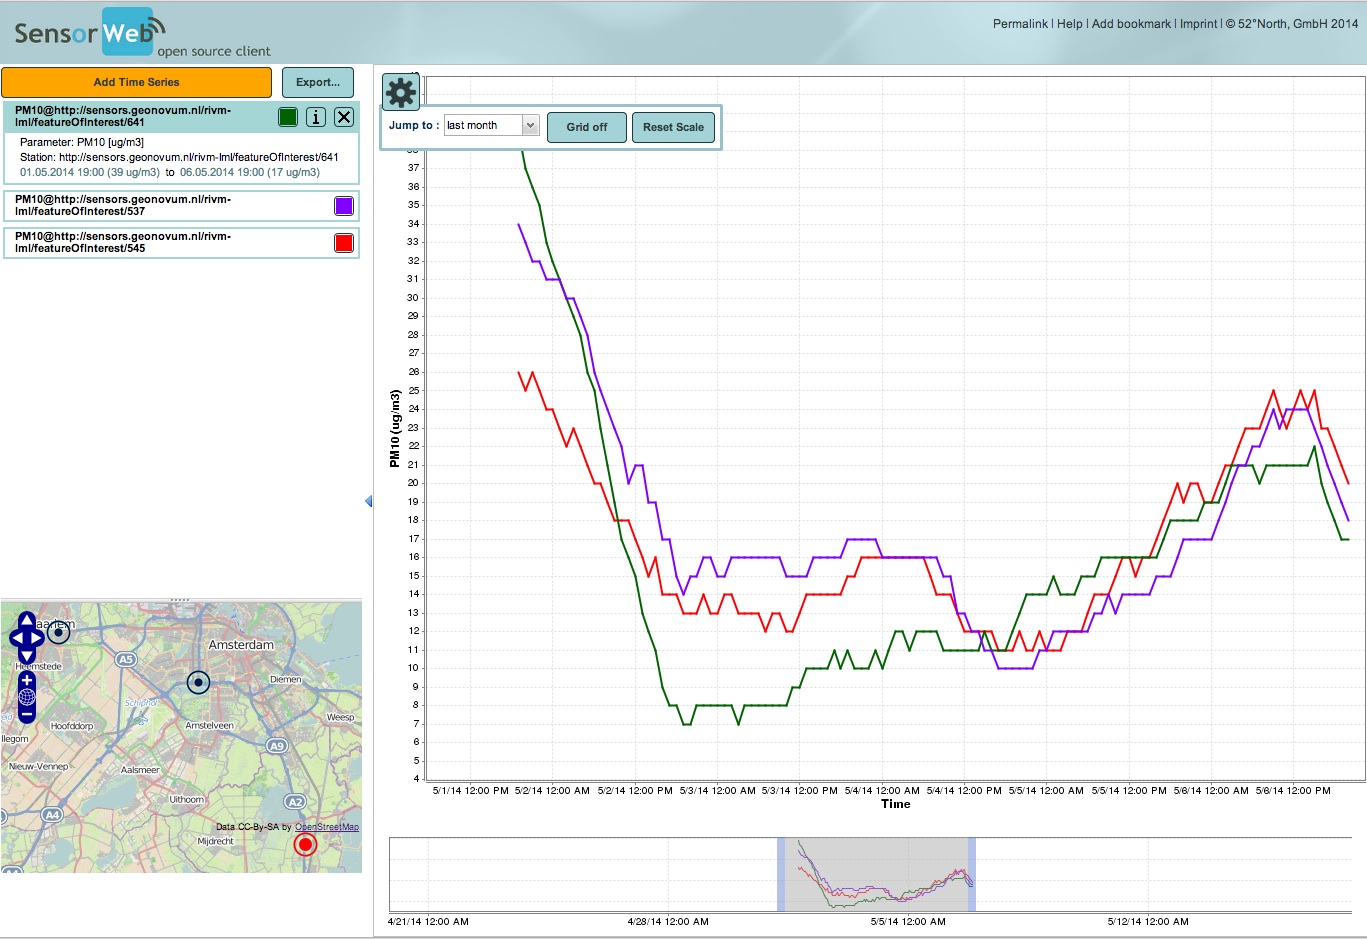 Sensor Web
open source client
Permalink | Help | Add bookmark | Imprint | © 52°North, GmbH 2014
Add Time Series
Export...
PM10@http://sensors.geonovum.nl/rivm-
lml/featureOfInterest/641
i
Parameter: PM10 [ug/m3]
Station: http://sensors.geonovum.nl/rivm-lml/featureOfInterest/641
01.05.2014 19:00 (39 ug/m3) to 06.05.2014 19:00 (17 ug/m3)
PM10@http://sensors.geonovum.nl/rivm-
lml/featureOfInterest/537
PM10@http://sensors.geonovum.nl/rivm-
lml/featureOfInterest/545
Jump to :
last month
Grid off
Reset Scale
37
36
35
34
33
32
31
30
29
28
27
26
25
24
23
22
21
20
19
18
17
16
15
14
13
12
11
10
9
8
7
6
5
4
PM10 (ug/m3)
5/1/14 12:00 PM 5/2/14 12:00 AM 5/2/14 12:00 PM 5/3/14 12:00 AM 5/3/14 12:00 PM 5/4/14 12:00 AM 5/4/14 12:00 PM 5/5/14 12:00 AM 5/5/14 12:00 PM 5/6/14 12:00 AM 5/6/14 12:00 PM
Time
4/21/14 12:00 AM 4/28/14 12:00 AM 5/5/14 12:00 AM 5/12/14 12:00 AM
aarlem
Amsterdam
A5
Heemstede
Diemen
Schiphol
Weesp
Hoofddorp
Amstelveen
llegom
A9
Nieuw-Vennep
Aalsmeer
Uithoorn
A2
A4
Data CC-By-SA by OpenStreetMap
Mijdrecht